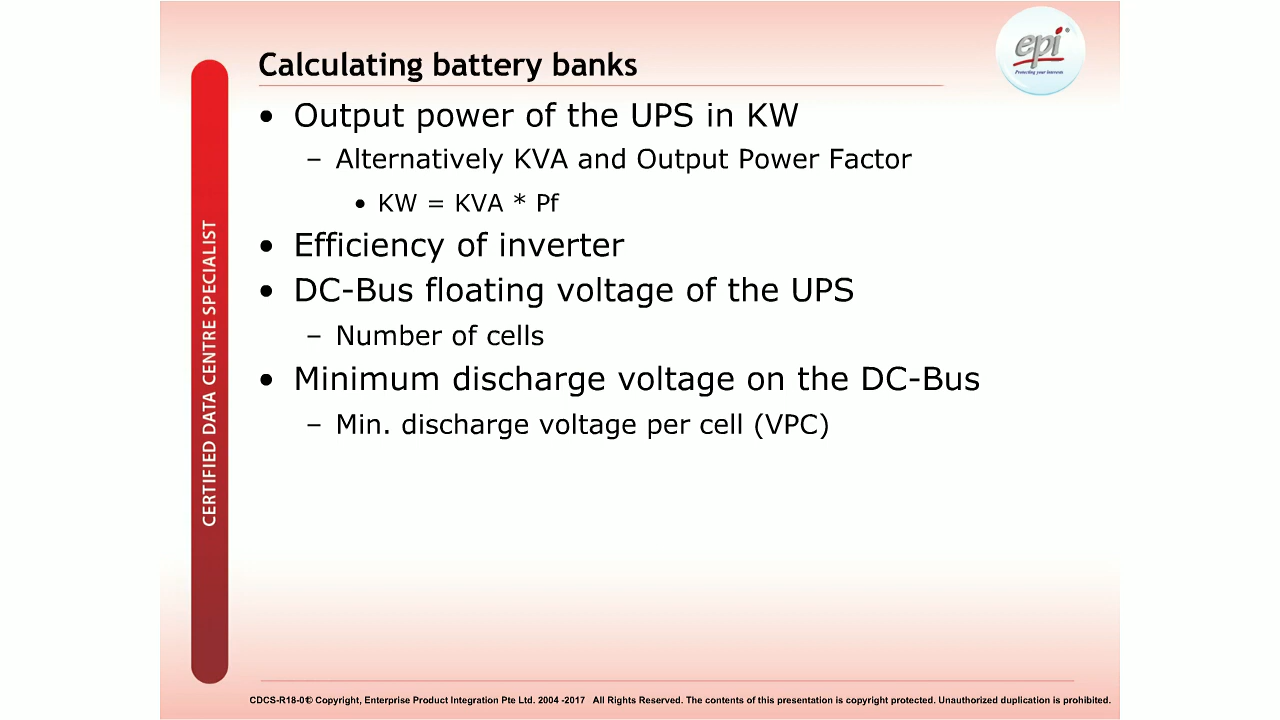 Calculating battery banks
epi®
Protecting your interests
• Output power of the UPS in KW
– Alternatively KVA and Output Power Factor
• KW = KVA * Pf
• Efficiency of inverter
• DC-Bus floating voltage of the UPS
– Number of cells
• Minimum discharge voltage on the DC-Bus
– Min. discharge voltage per cell (VPC)
CERTIFIED DATA CENTRE SPECIALIST
CDCS-R18-01© Copyright, Enterprise Product Integration Pte Ltd. 2004 -2017 All Rights Reserved. The contents of this presentation is copyright protected. Unauthorized duplication is prohibited.